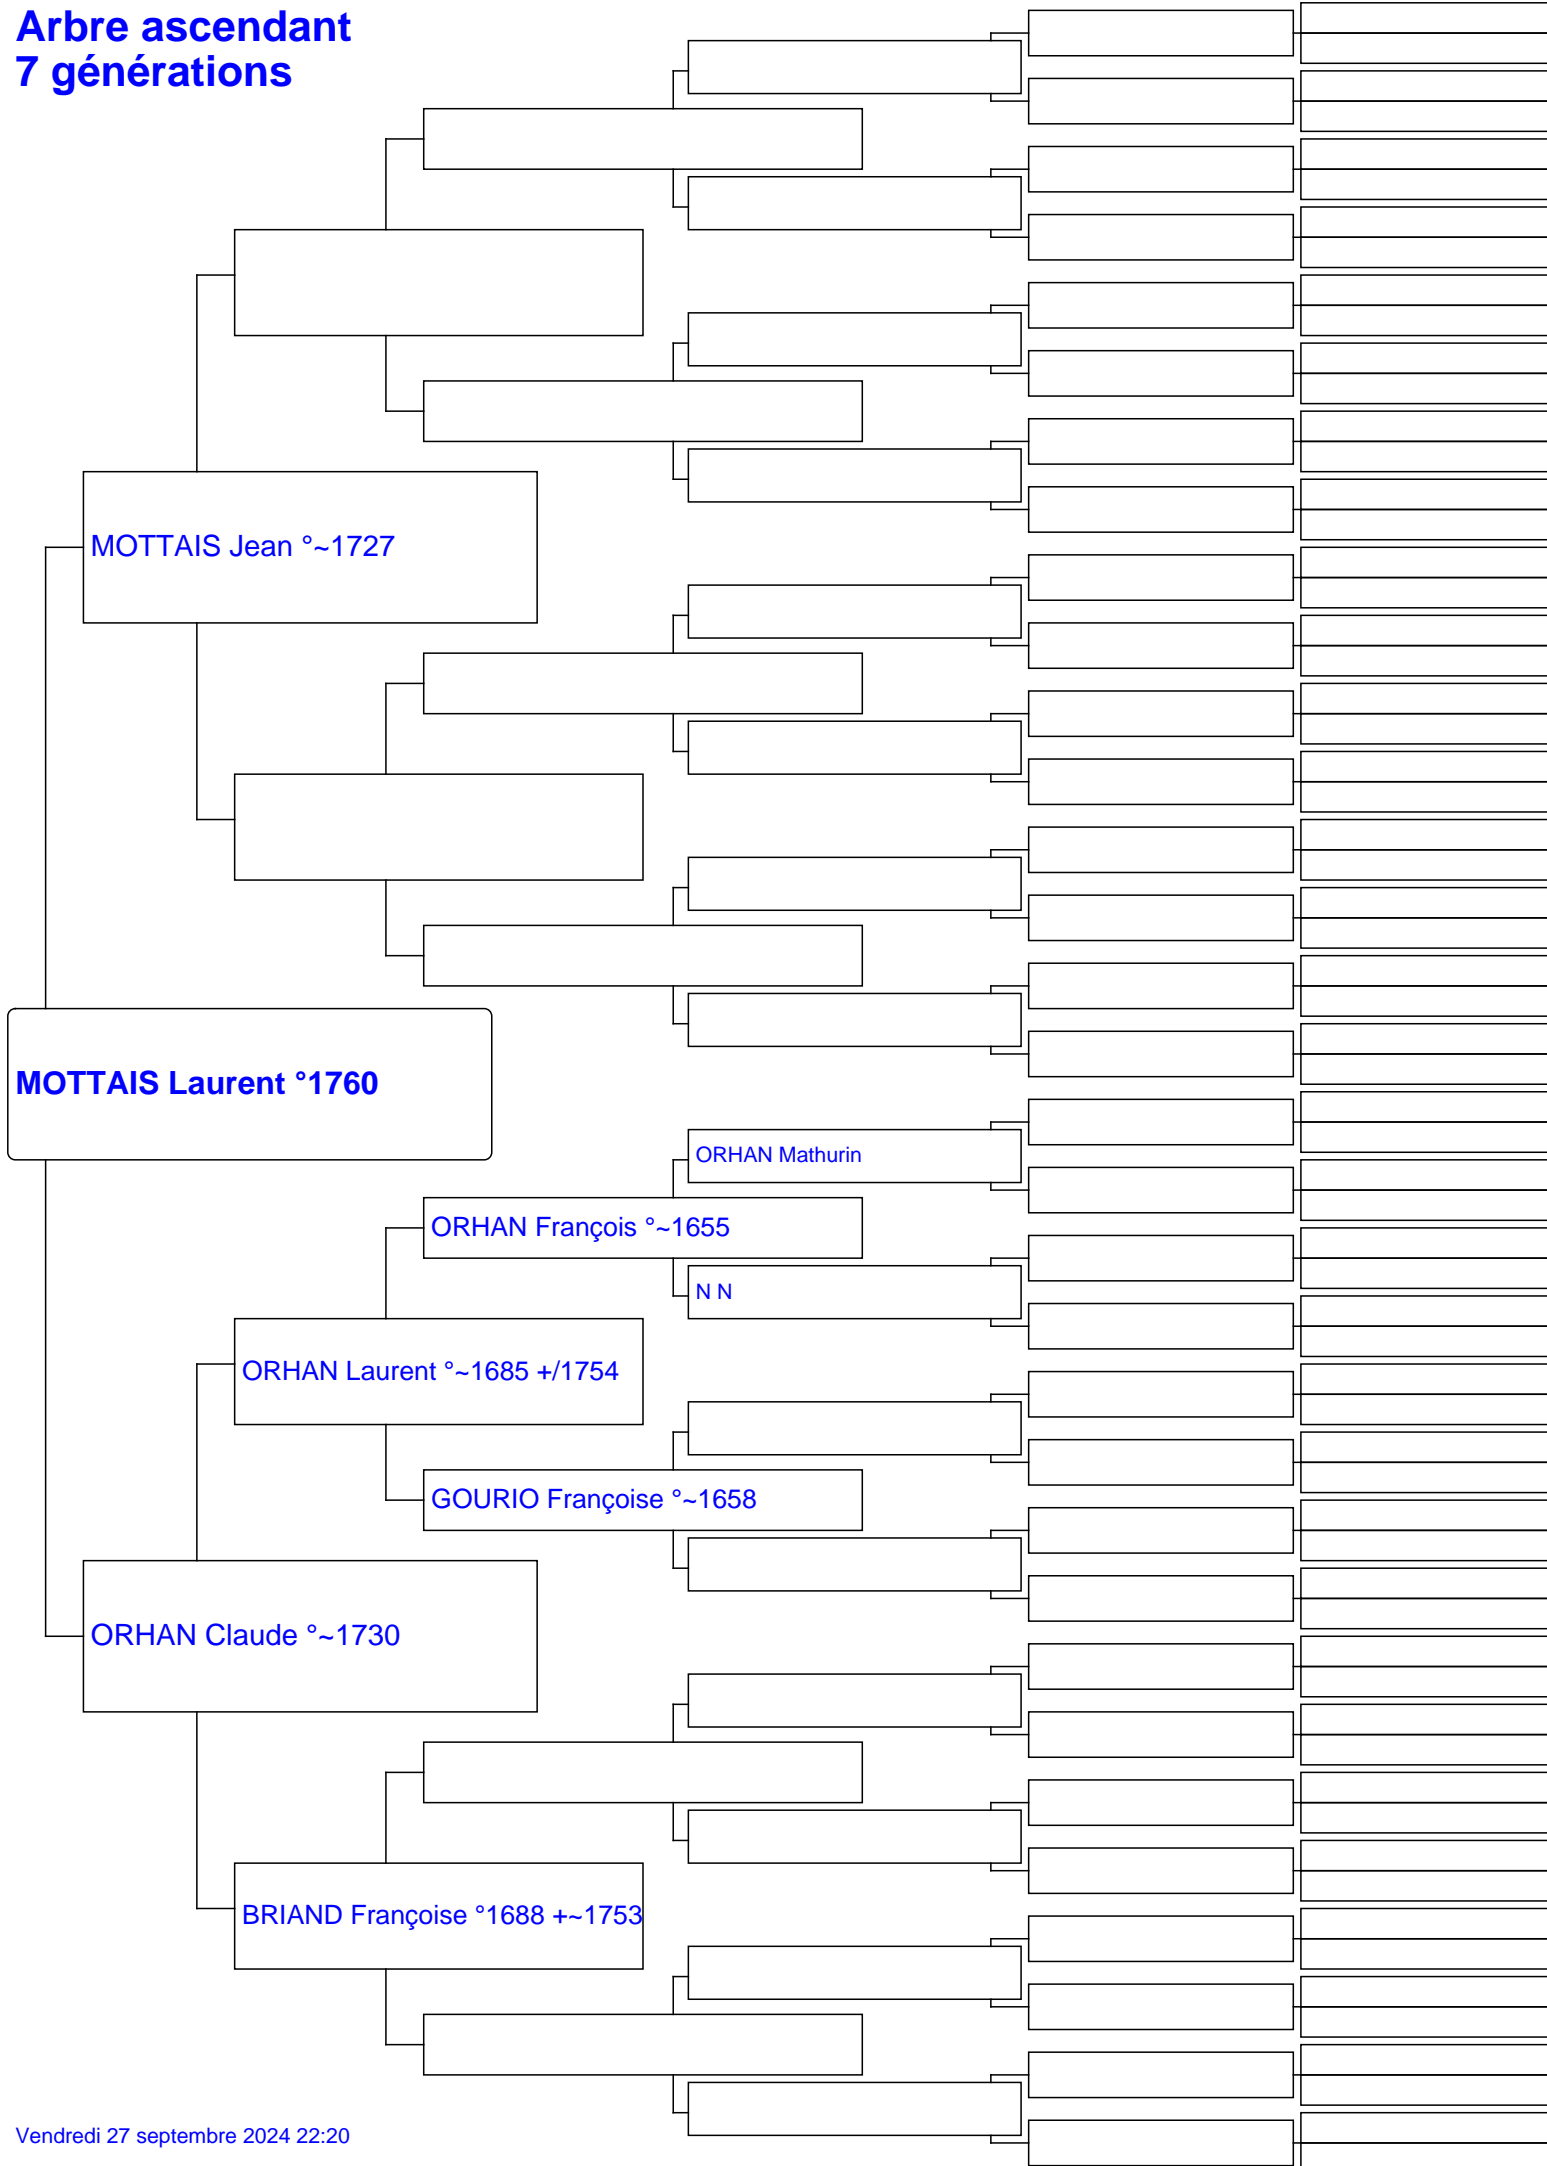 Arbre ascendant
7 générations
MOTTAIS Jean °~1727
MOTTAIS Laurent °1760
ORHAN Mathurin
ORHAN François °~1655
N N
ORHAN Laurent °~1685 +/1754
GOURIO Françoise °~1658
ORHAN Claude °~1730
BRIAND Françoise °1688 +~1753
Vendredi 27 septembre 2024 22:20